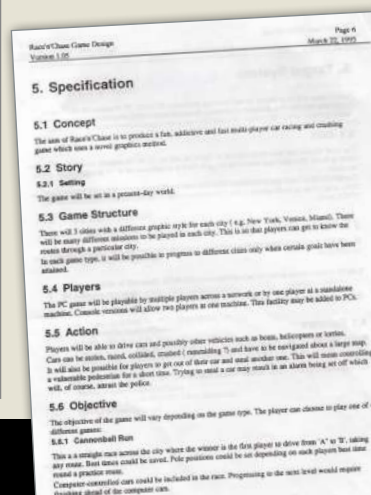 Race'n'Chase Game Design
Page 6
Version 1.05
March 22, 1995
5. Specification
5.1 Concept
The aim of Race'n'Chase is to produce a fun, addictive and fast multi-player car racing and crashing
game which uses a novel graphics method.
5.2 Story
5.2.1 Setting
The game will be set in a present-day world.
5.3 Game Structure
There will 3 cities with a different graphic style for each city ( e.g. New York, Venice, Miami). There
will be many different missions to be played in each city. This is so that players can get to know the
routes through a particular city.
In each game type, it will be possible to progress to different cities only when certain goals have been
attained.
5.4 Players
The PC game will be playable by multiple players across a network or by one player at a standalone
machine. Console versions will allow two players at one machine. This facility may be added to PCs.
5.5 Action
Players will be able to drive cars and possibly other vehicles such as boats, helicopters or lorries.
Cars can be stolen, raced, collided, crushed ( ramraiding ?) and have to be navigated about a large map.
It will also be possible for players to get out of their car and steal another one. This will mean controlling
a vulnerable pedestrian for a short time. Trying to steal a car may result in an alarm being set off which
will, of course, attract the police.
5.6 Objective
The objective of the game will vary depending on the game type. The player can choose to play one of
different games:
5.6.1 Cannonball Run
This a a straight race across the city where the winner is the first player to drive from 'A' to 'B', taking
any route. Best times could be saved. Pole positions could be set depending on each players best time
round a practice route.
Computer-controlled cars could be included in the race. Progressing to the next level would require
finishing ahead of the computer cars.